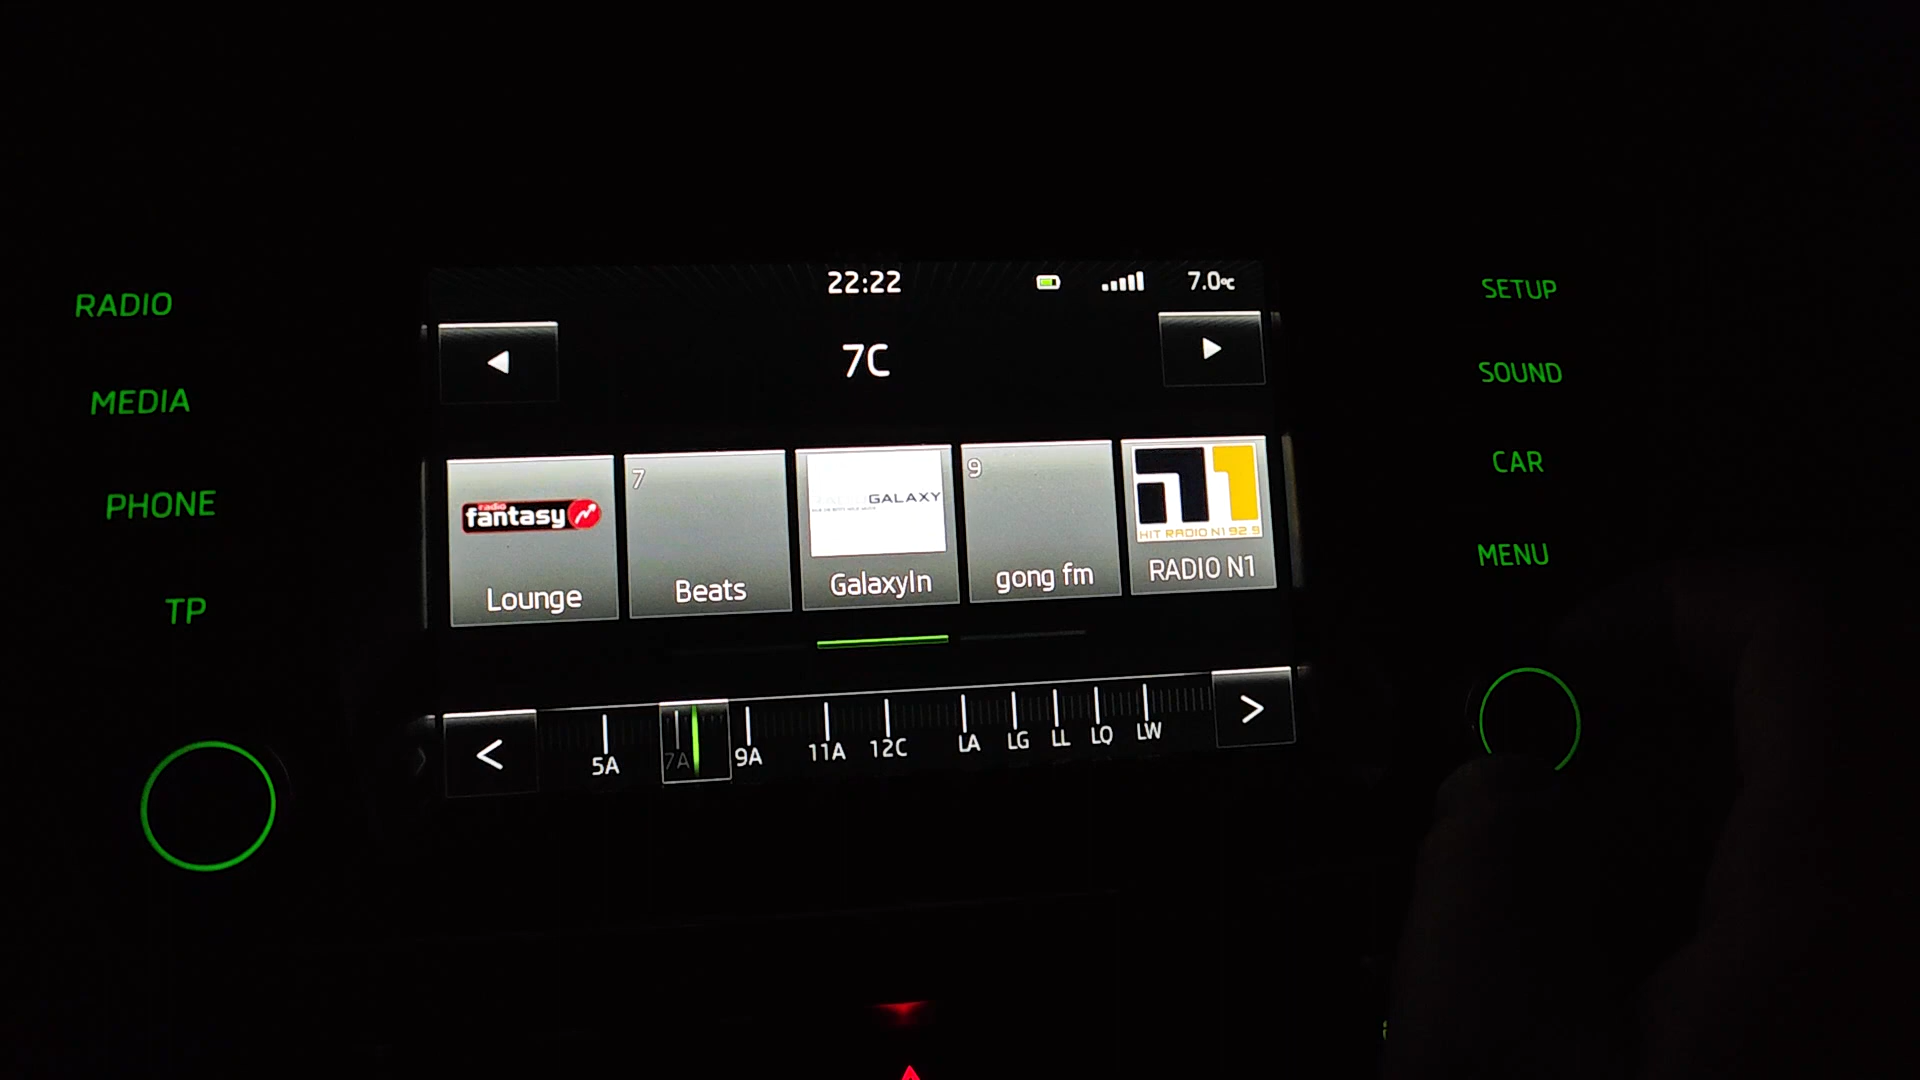 22:22
7.0°C
RADIO
SETUP
7C
MEDIA
SOUND
PHONE
CAR
7
9
radio
fantasy
GALAXY
HIT RADIO N1 92 9
Lounge
Beats
GalaxyIn
gong fm
RADIO N1
TP
MENU
<
5A
7A
9A
11A
12C
LA
LG
LL
LQ
LW
>